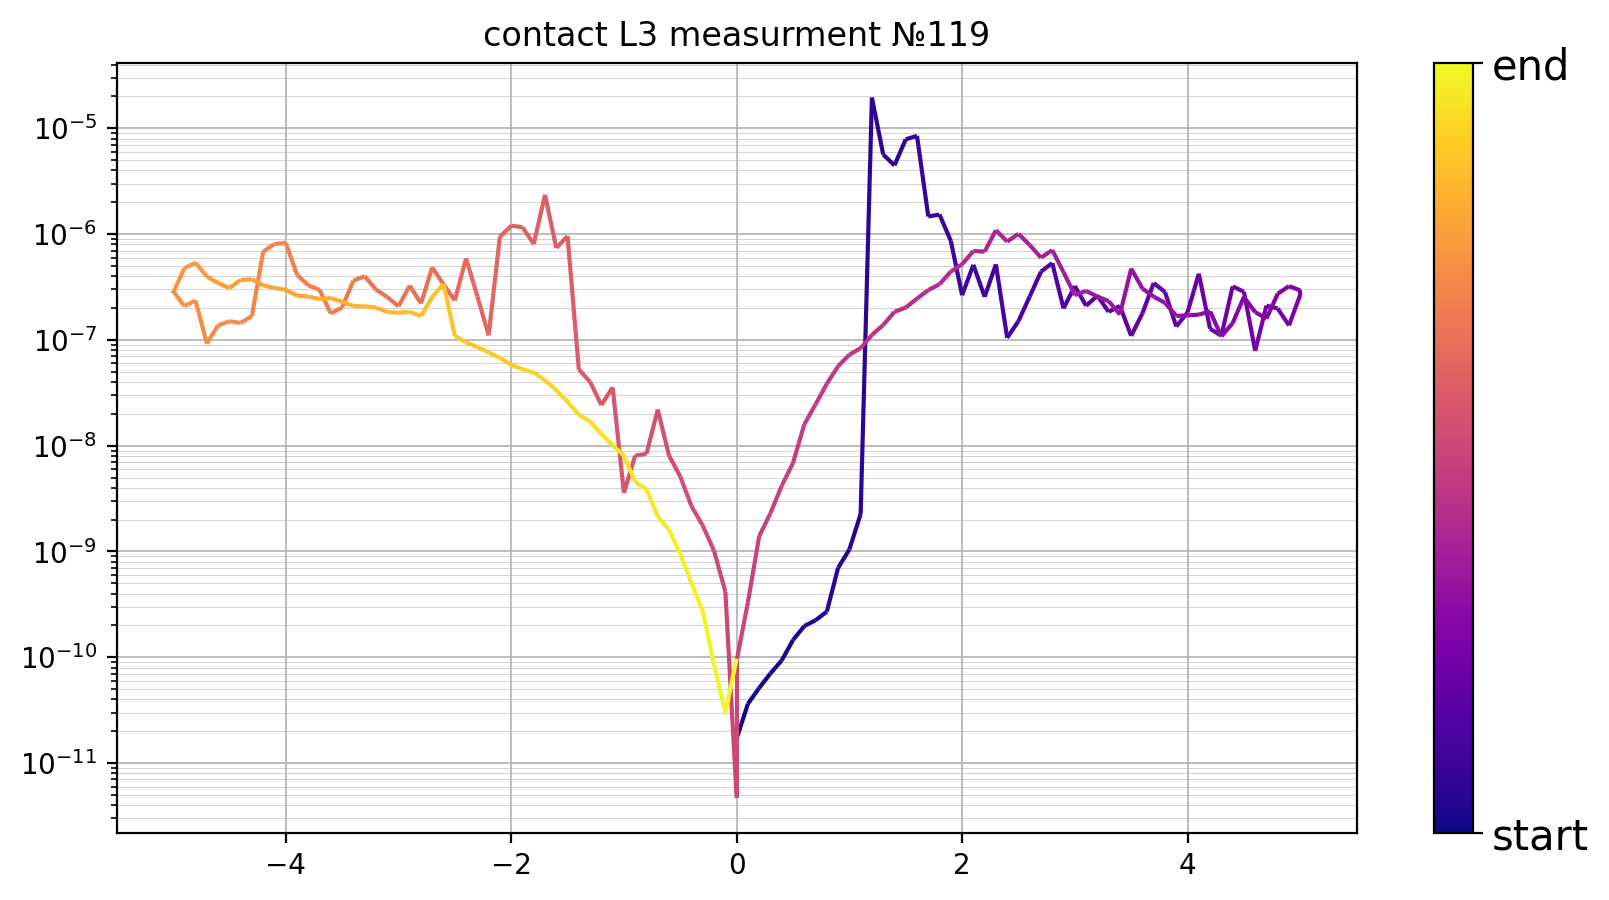 contact L3 measurment №119
end
10⁻⁵
10⁻⁶
10⁻⁷
10⁻⁸
10⁻⁹
10⁻¹⁰
10⁻¹¹
start
−4 −2 0 2 4